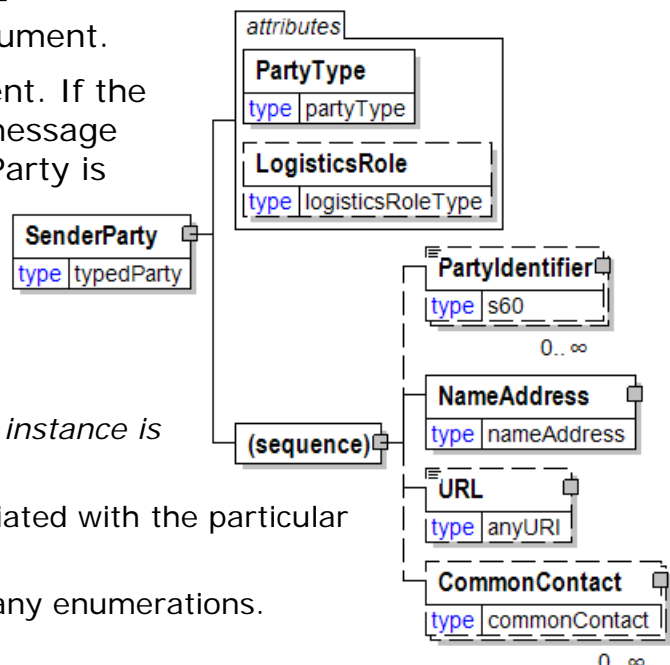 ument.
ent. If the
nessage
Party is
instance is
iated with the particular
any enumerations.
attributes
PartyType
type partyType
LogisticsRole
type logisticsRoleType
SenderParty
type typedParty
(sequence)
PartyIdentifier
type s60
0.. ∞
NameAddress
type nameAddress
URL
type anyURI
CommonContact
type commonContact
0.. ∞